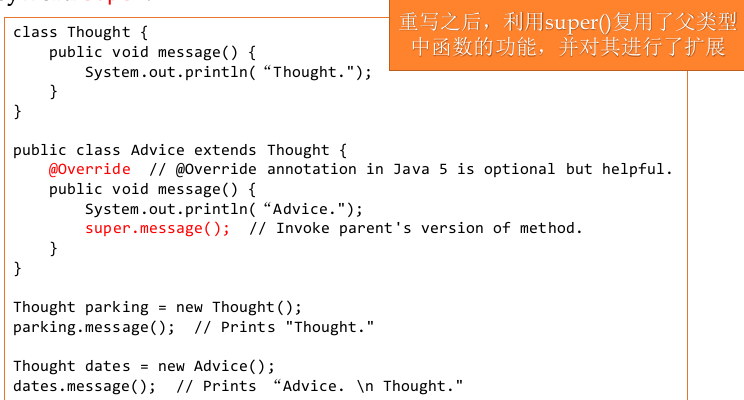 重写之后，利用super()复用了父类型
中函数的功能，并对其进行了扩展
class Thought {
    public void message() {
        System.out.println( “Thought.");
    }
}

public class Advice extends Thought {
    @Override  // @Override annotation in Java 5 is optional but helpful.
    public void message() {
        System.out.println( “Advice.");
        super.message();  // Invoke parent's version of method.
    }
}

Thought parking = new Thought();
parking.message();  // Prints "Thought."

Thought dates = new Advice();
dates.message();  // Prints “Advice. \n Thought."